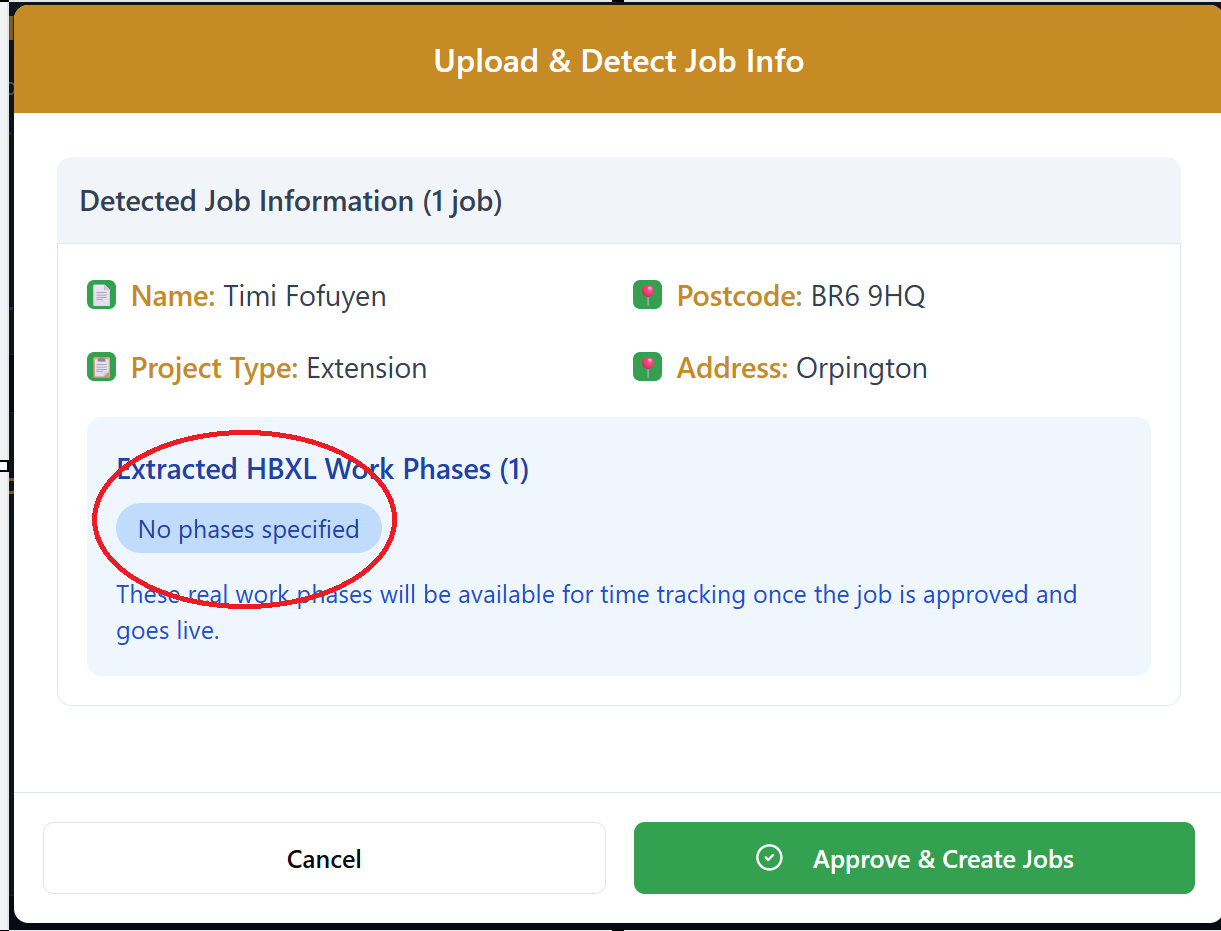 Upload & Detect Job Info
Detected Job Information (1 job)
Name: Timi Fofuyen
Postcode: BR6 9HQ
Project Type: Extension
Address: Orpington
Extracted HBXL Work Phases (1)
No phases specified
These real work phases will be available for time tracking once the job is approved and
goes live.
Cancel
Approve & Create Jobs